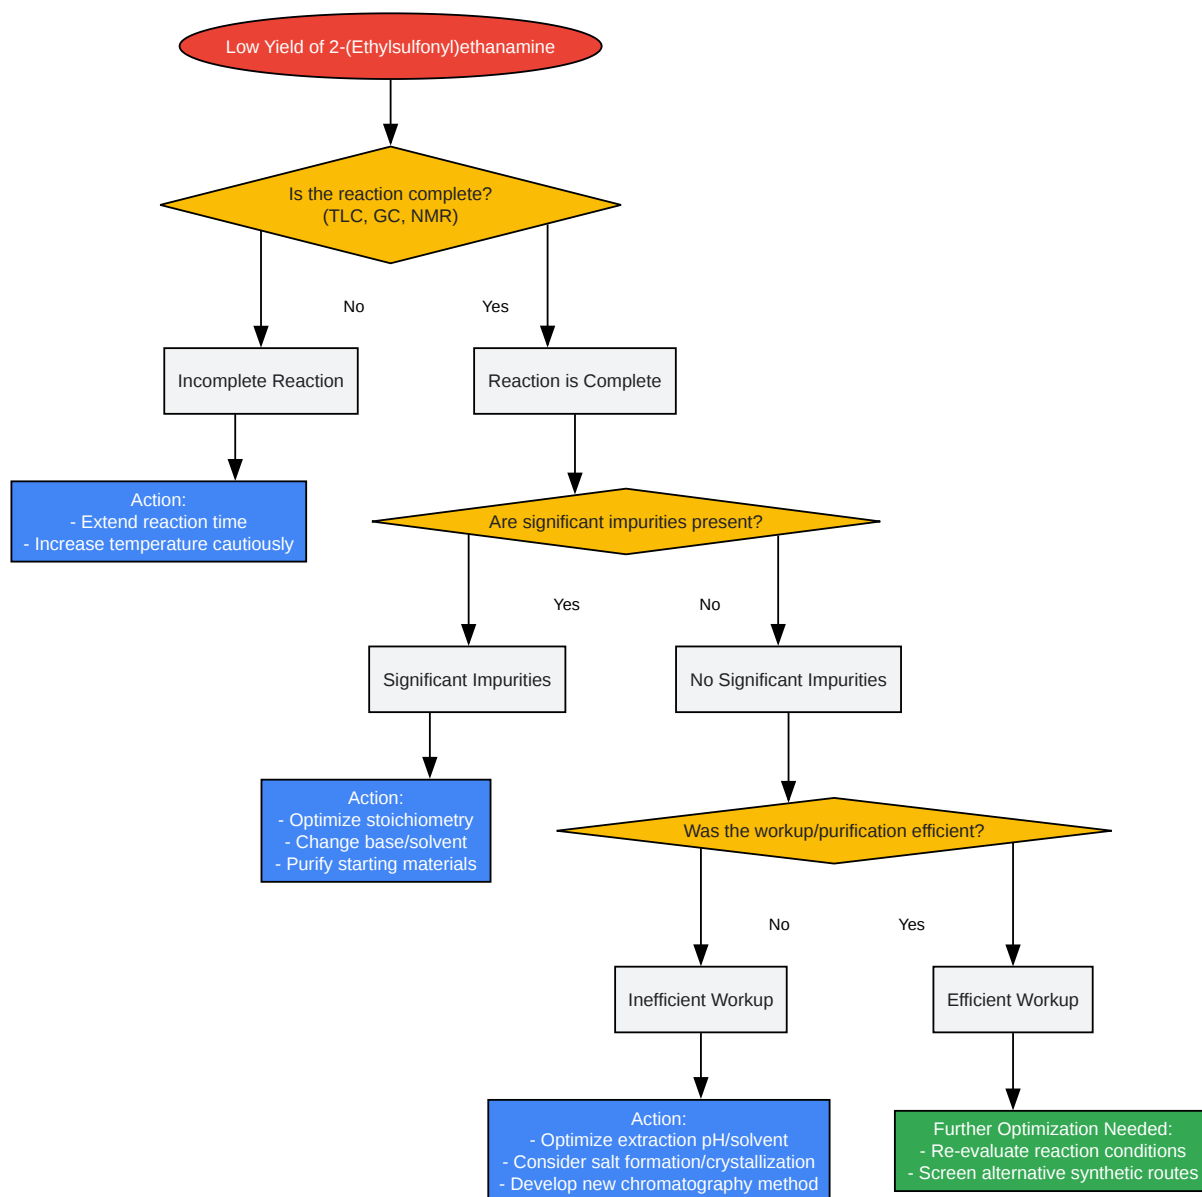 Low Yield of 2-(Ethylsulfonyl)ethanamine
Is the reaction complete?
(TLC, GC, NMR)
No
Yes
Incomplete Reaction
Reaction is Complete
Action:
- Extend reaction time
- Increase temperature cautiously
Are significant impurities present?
Yes
No
Significant Impurities
No Significant Impurities
Action:
- Optimize stoichiometry
- Change base/solvent
- Purify starting materials
Was the workup/purification efficient?
No
Yes
Inefficient Workup
Efficient Workup
Action:
- Optimize extraction pH/solvent
- Consider salt formation/crystallization
- Develop new chromatography method
Further Optimization Needed:
- Re-evaluate reaction conditions
- Screen alternative synthetic routes